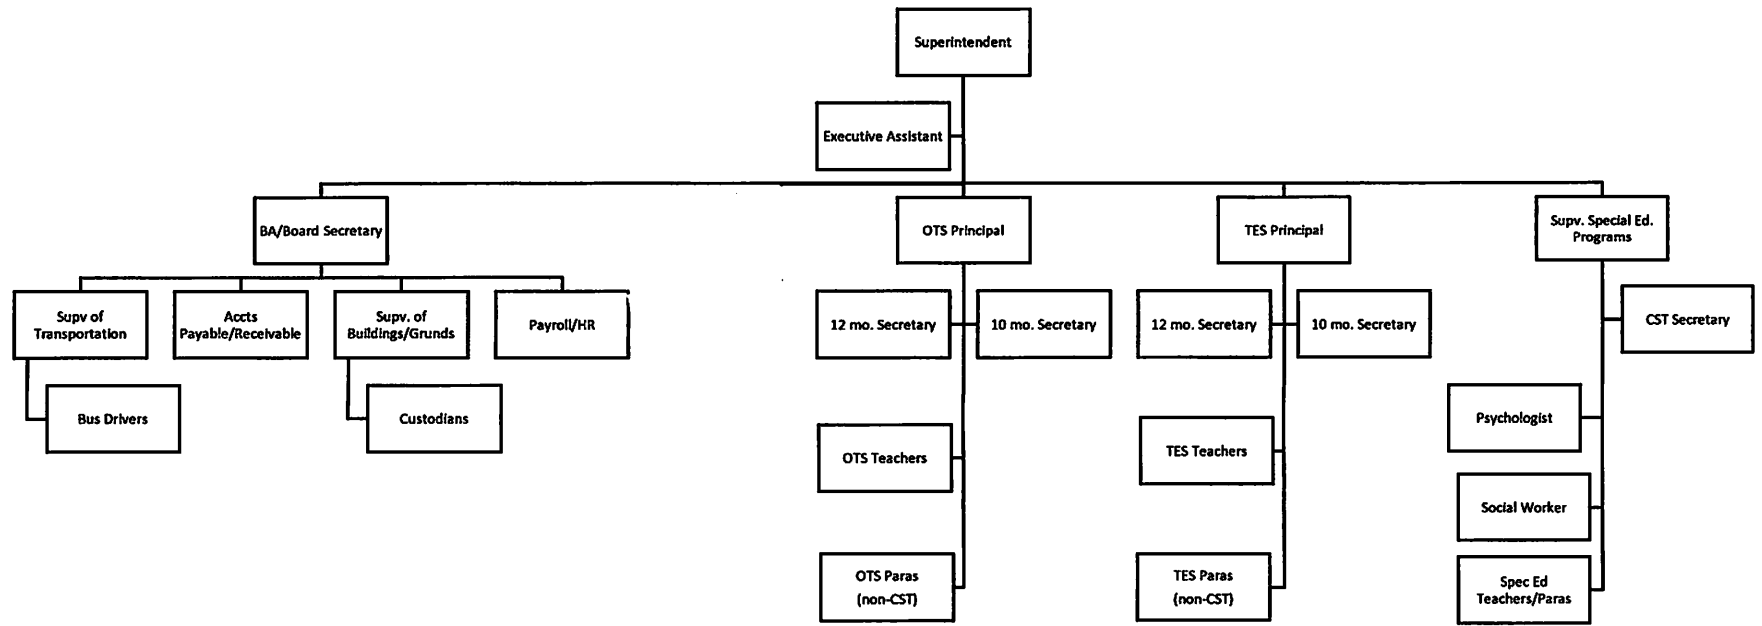 Superintendent
Executive Assistant
BA/Board Secretary
OTS Principal
TES Principal
Supv. Special Ed.
Programs
Supv of
Transportation
Accts
Payable/Receivable
Supv. of
Buildings/Grunds
Payroll/HR
12 mo. Secretary
10 mo. Secretary
12 mo. Secretary
10 mo. Secretary
CST Secretary
Bus Drivers
Custodians
OTS Teachers
TES Teachers
Psychologist
Social Worker
OTS Paras
(non-CST)
TES Paras
(non-CST)
Spec Ed
Teachers/Paras